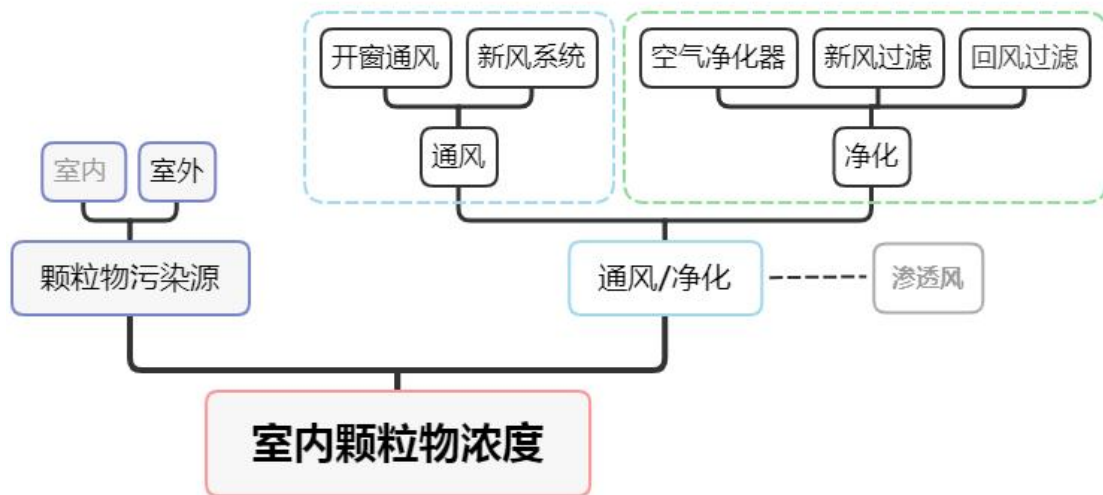 开窗通风
新风系统
空气净化器
新风过滤
回风过滤
通风
净化
室内
室外
颗粒物污染源
通风/净化
渗透风
室内颗粒物浓度